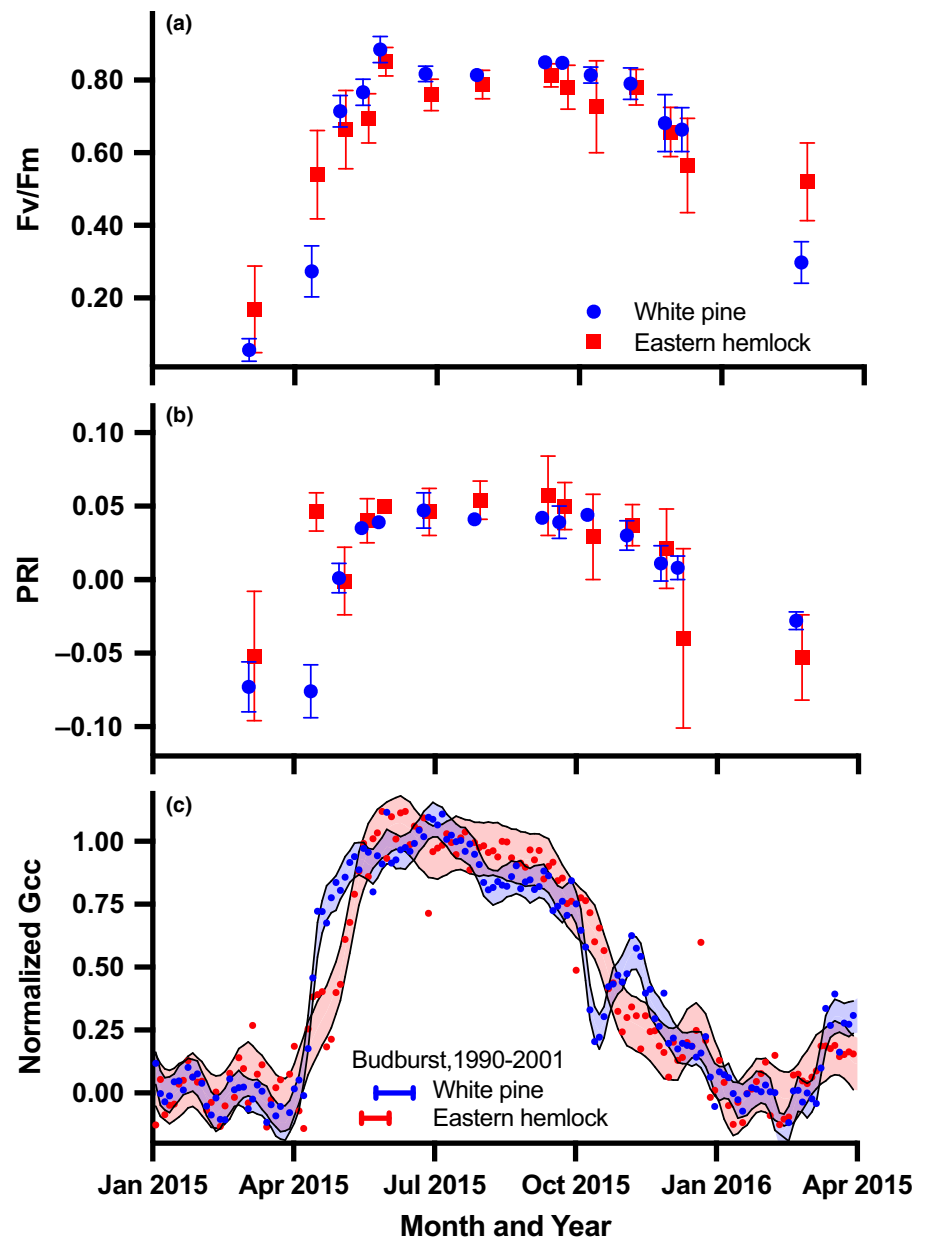 (a)
0.80
0.60
0.40
0.20
Fv/Fm
White pine
Eastern hemlock
(b)
0.10
0.05
0.00
−0.05
−0.10
PRI
(c)
1.00
0.75
0.50
0.25
0.00
Normalized Gcc
Budburst,1990-2001
White pine
Eastern hemlock
Jan 2015 Apr 2015 Jul 2015 Oct 2015 Jan 2016 Apr 2015
Month and Year